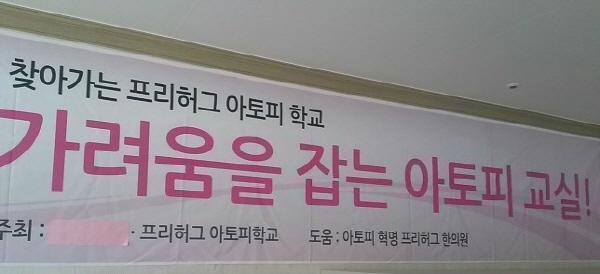 찾아가는 프리허그 아토피 학교
가려움을 잡는 아토피 교실!
주최 : · 프리허그 아토피학교 도움 : 아토피 혁명 프리허그 한의원